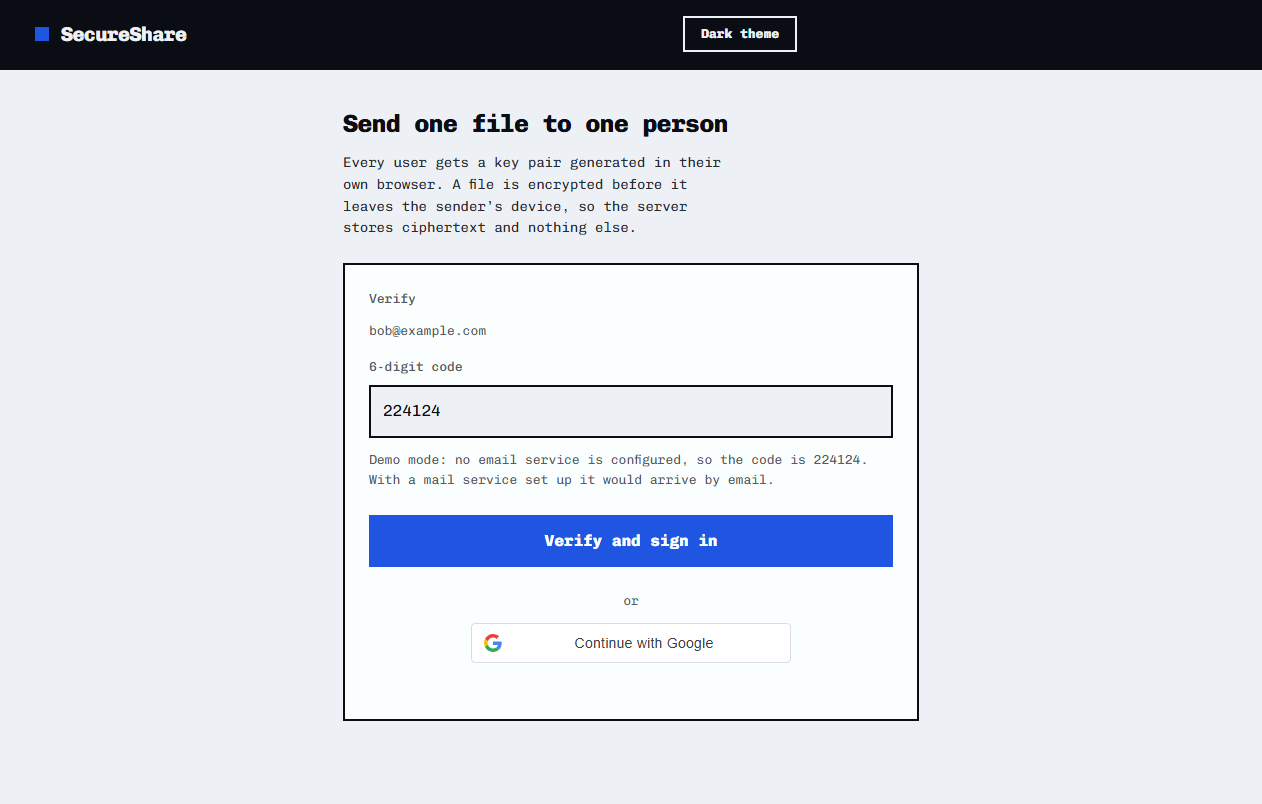 SecureShare
Dark theme
Send one file to one person
Every user gets a key pair generated in their
own browser. A file is encrypted before it
leaves the sender's device, so the server
stores ciphertext and nothing else.
Verify
bob@example.com
6-digit code
224124
Demo mode: no email service is configured, so the code is 224124.
With a mail service set up it would arrive by email.
Verify and sign in
or
Continue with Google